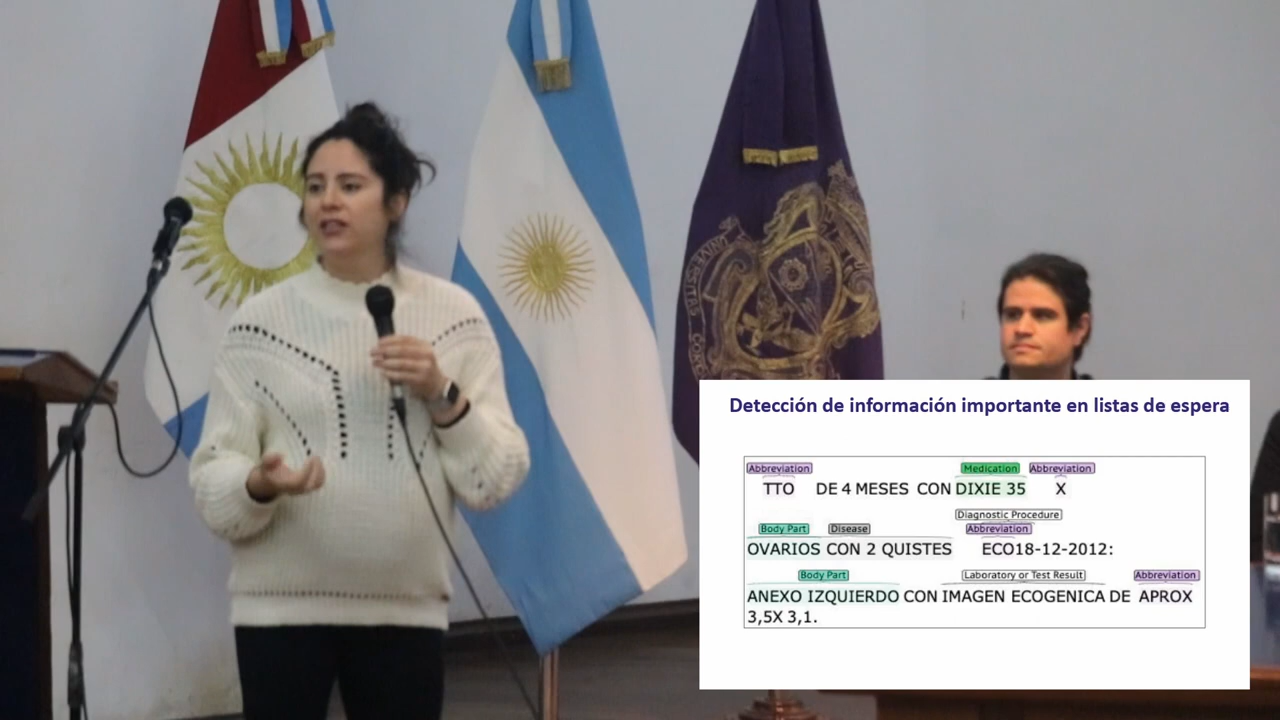 UNIVERSITAS
Detección de información importante en listas de espera
Abbreviation Medication Abbreviation
TTO DE 4 MESES CON DIXIE 35 X
Diagnostic Procedure
Body Part Disease Abbreviation
OVARIOS CON 2 QUISTES ECO18-12-2012:
Body Part Laboratory or Test Result Abbreviation
ANEXO IZQUIERDO CON IMAGEN ECOGENICA DE APROX
3,5X 3,1.